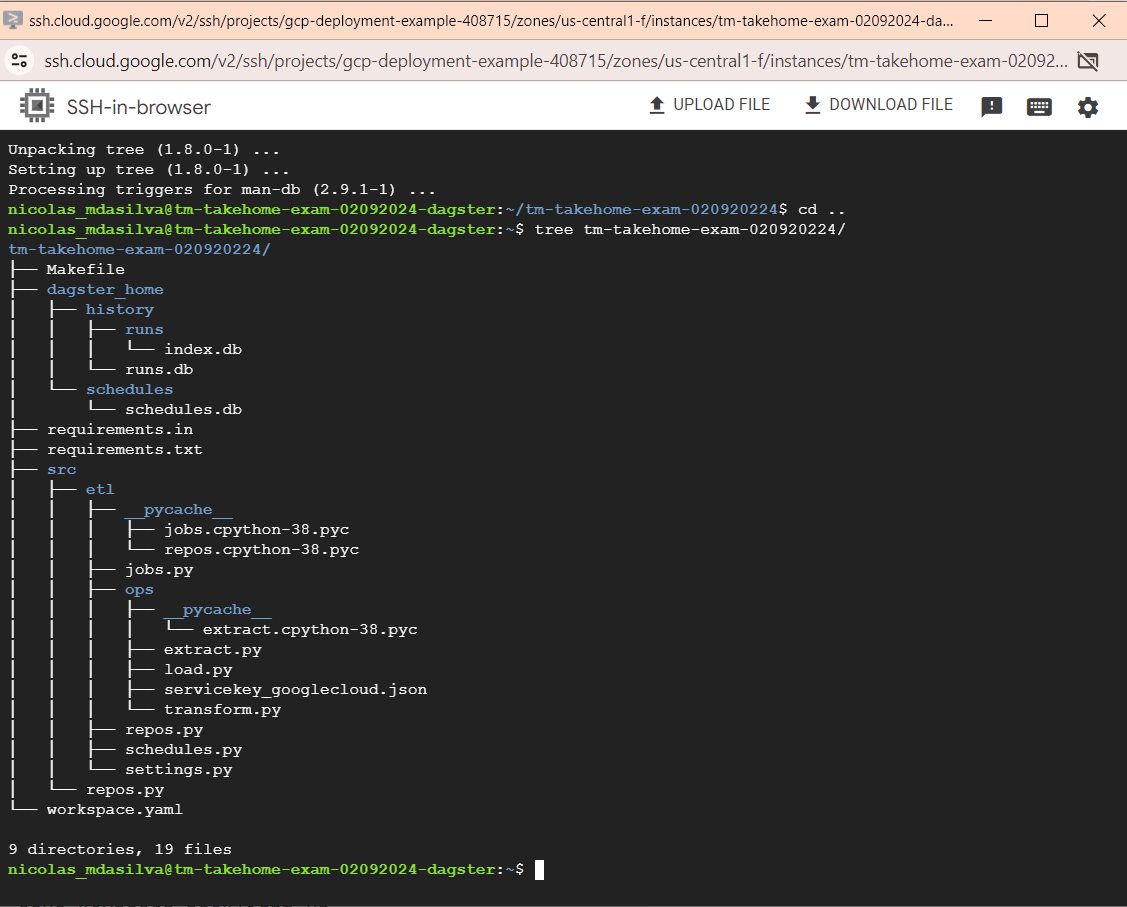 ssh.cloud.google.com/v2/ssh/projects/gcp-deployment-example-408715/zones/us-central1-f/instances/tm-takehome-exam-02092024-da...
ssh.cloud.google.com/v2/ssh/projects/gcp-deployment-example-408715/zones/us-central1-f/instances/tm-takehome-exam-02092...
SSH-in-browser
UPLOAD FILE
DOWNLOAD FILE
Unpacking tree (1.8.0-1) ...
Setting up tree (1.8.0-1) ...
Processing triggers for man-db (2.9.1-1) ...
nicolas_mdasilva@tm-takehome-exam-02092024-dagster:~/tm-takehome-exam-020920224$ cd ..
nicolas_mdasilva@tm-takehome-exam-02092024-dagster:~$ tree tm-takehome-exam-020920224/
tm-takehome-exam-020920224/
├── Makefile
├── dagster_home
│   ├── history
│   │   ├── runs
│   │   │   └── index.db
│   │   └── runs.db
│   └── schedules
│       └── schedules.db
├── requirements.in
├── requirements.txt
├── src
│   ├── etl
│   │   ├── __pycache__
│   │   │   ├── jobs.cpython-38.pyc
│   │   │   └── repos.cpython-38.pyc
│   │   ├── jobs.py
│   │   ├── ops
│   │   │   ├── __pycache__
│   │   │   │   └── extract.cpython-38.pyc
│   │   │   ├── extract.py
│   │   │   ├── load.py
│   │   │   ├── servicekey_googlecloud.json
│   │   │   └── transform.py
│   │   ├── repos.py
│   │   ├── schedules.py
│   │   └── settings.py
│   └── repos.py
└── workspace.yaml
9 directories, 19 files
nicolas_mdasilva@tm-takehome-exam-02092024-dagster:~$